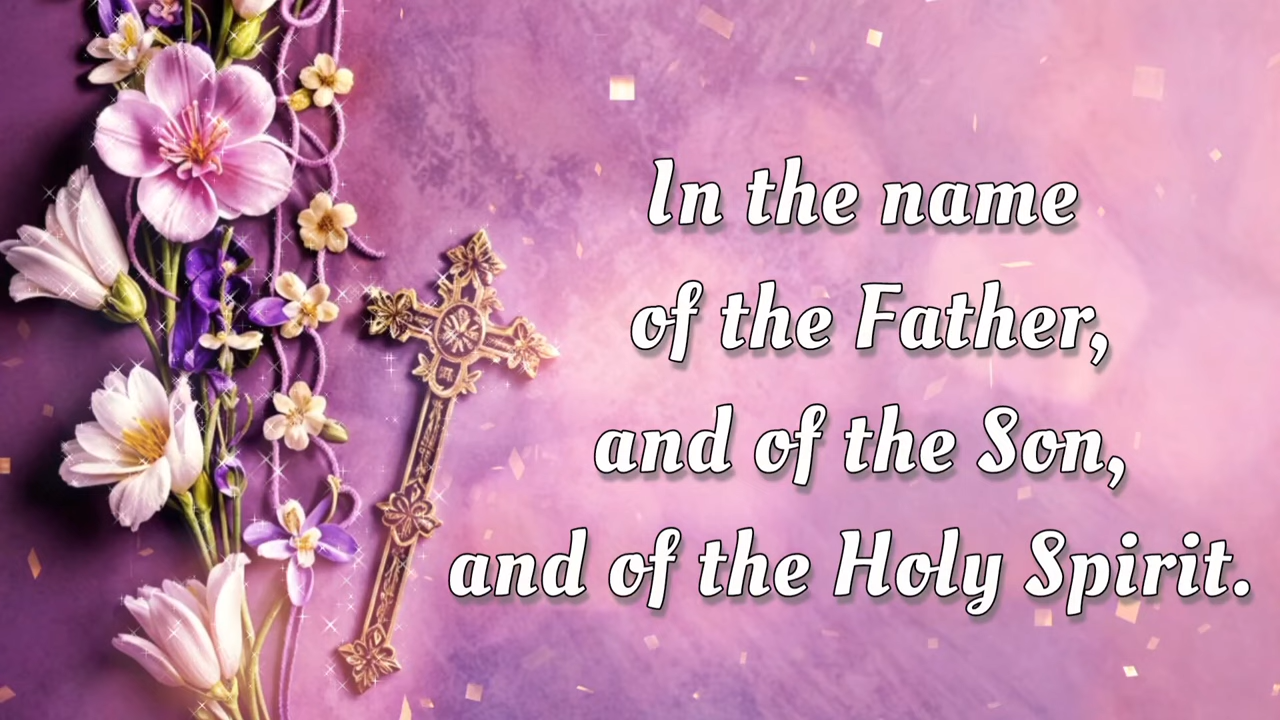 In the name
of the Father,
and of the Son,
and of the Holy Spirit.